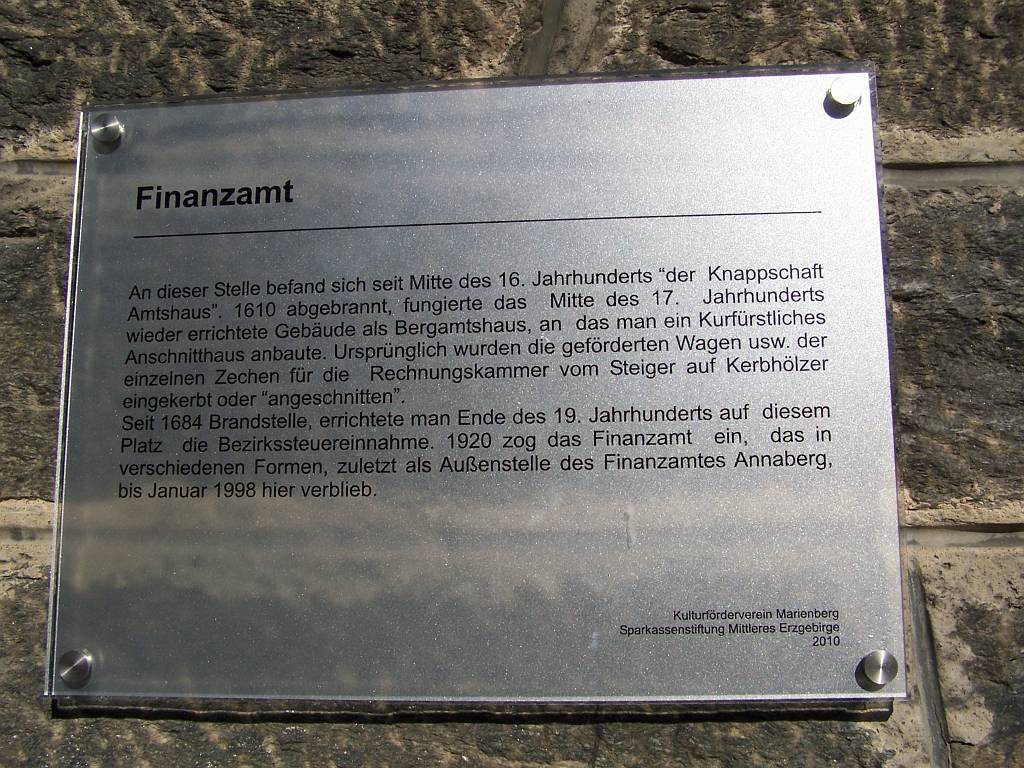 Finanzamt
An dieser Stelle befand sich seit Mitte des 16. Jahrhunderts “der Knappschaft
Amtshaus”. 1610 abgebrannt, fungierte das Mitte des 17. Jahrhunderts
wieder errichtete Gebäude als Bergamtshaus, an das man ein Kurfürstliches
Anschnitthaus anbaute. Ursprünglich wurden die geförderten Wagen usw. der
einzelnen Zechen für die Rechnungskammer vom Steiger auf Kerbhölzer
eingekerbt oder “angeschnitten”.
Seit 1684 Brandstelle, errichtete man Ende des 19. Jahrhunderts auf diesem
Platz die Bezirkssteuereinnahme. 1920 zog das Finanzamt ein, das in
verschiedenen Formen, zuletzt als Außenstelle des Finanzamtes Annaberg,
bis Januar 1998 hier verblieb.
Kulturförderverein Marienberg
Sparkassenstiftung Mittleres Erzgebirge
2010